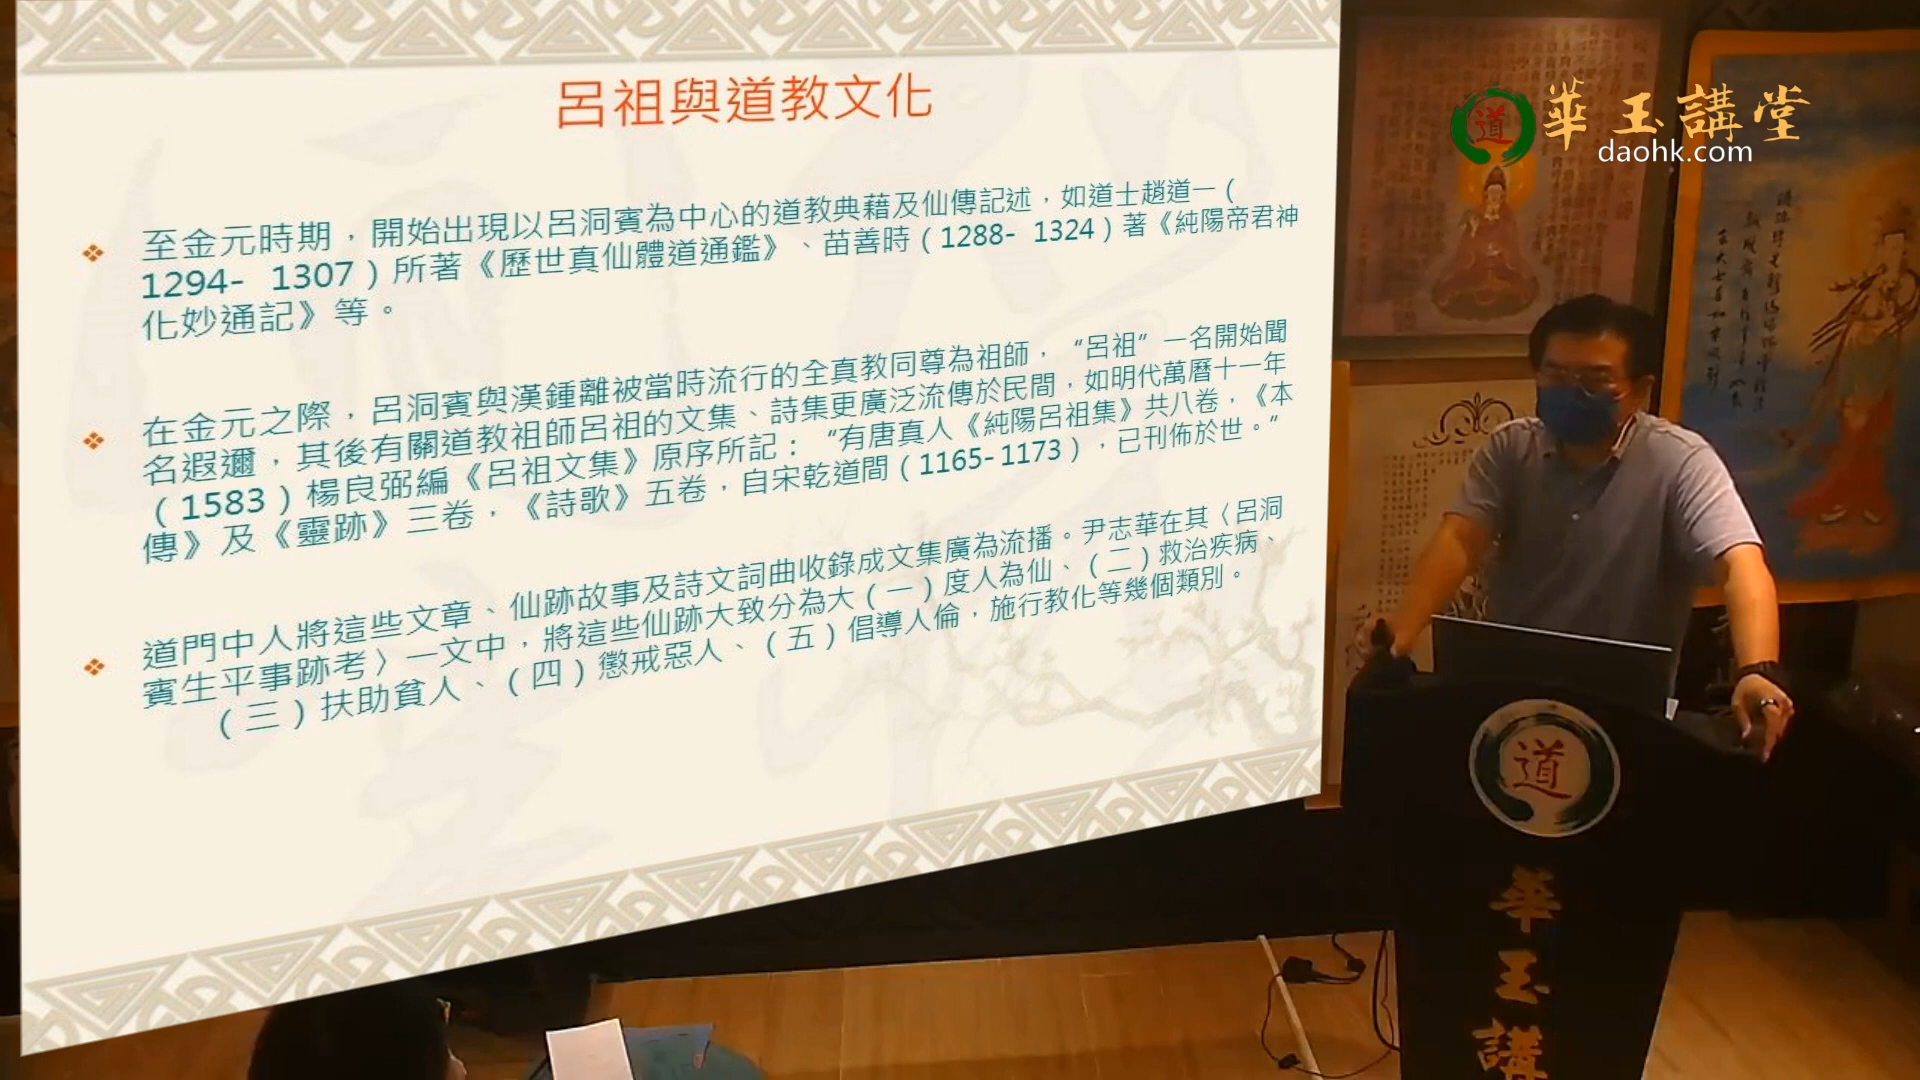 呂祖與道教文化
至金元時期，開始出現以呂洞賓為中心的道教典藉及仙傳記述，如道士趙道一（
1294- 1307）所著《歷世真仙體道通鑑》、苗善時（1288- 1324）著《純陽帝君神
化妙通記》等。
在金元之際，呂洞賓與漢鍾離被當時流行的全真教同尊為祖師，“呂祖”一名開始聞
名遐邇，其後有關道教祖師呂祖的文集、詩集更廣泛流傳於民間，如明代萬曆十一年
（1583）楊良弼編《呂祖文集》原序所記：“有唐真人《純陽呂祖集》共八卷，《本
傳》及《靈跡》三卷，《詩歌》五卷，自宋乾道間（1165-1173），已刊佈於世。”
道門中人將這些文章、仙跡故事及詩文詞曲收錄成文集廣為流播。尹志華在其〈呂洞
賓生平事跡考〉一文中，將這些仙跡大致分為大（一）度人為仙、（二）救治疾病、
（三）扶助貧人、（四）懲戒惡人、（五）倡導人倫，施行教化等幾個類別。
道
華玉講堂
daohk.com
道
華
玉
講